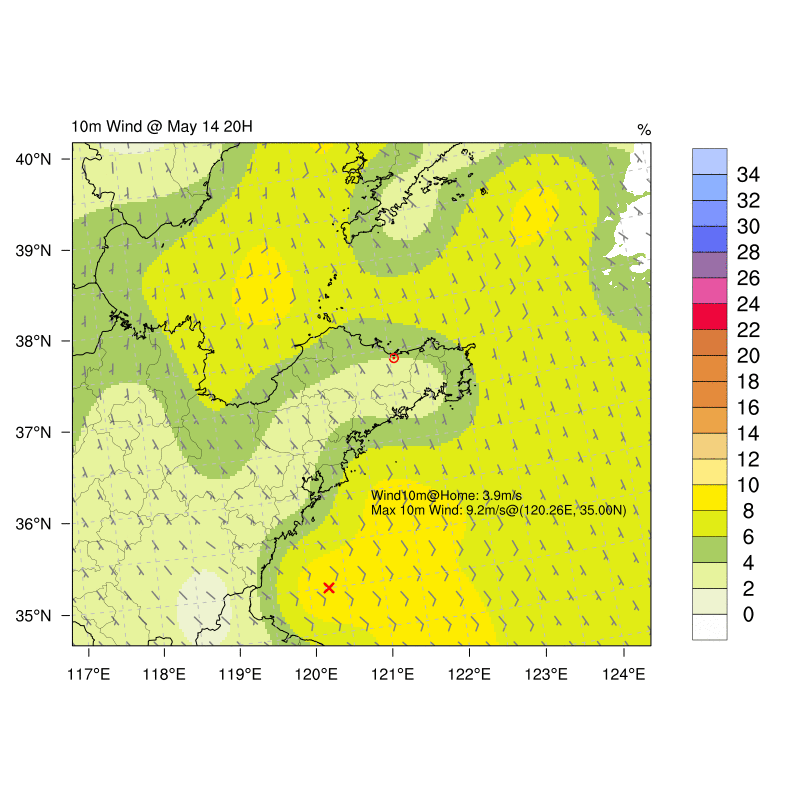 10m Wind @ May 14 20H
%
40°N
39°N
38°N
37°N
36°N
35°N
117°E
118°E
119°E
120°E
121°E
122°E
123°E
124°E
Wind10m@Home: 3.9m/s
Max 10m Wind: 9.2m/s@(120.26E, 35.00N)
34
32
30
28
26
24
22
20
18
16
14
12
10
8
6
4
2
0